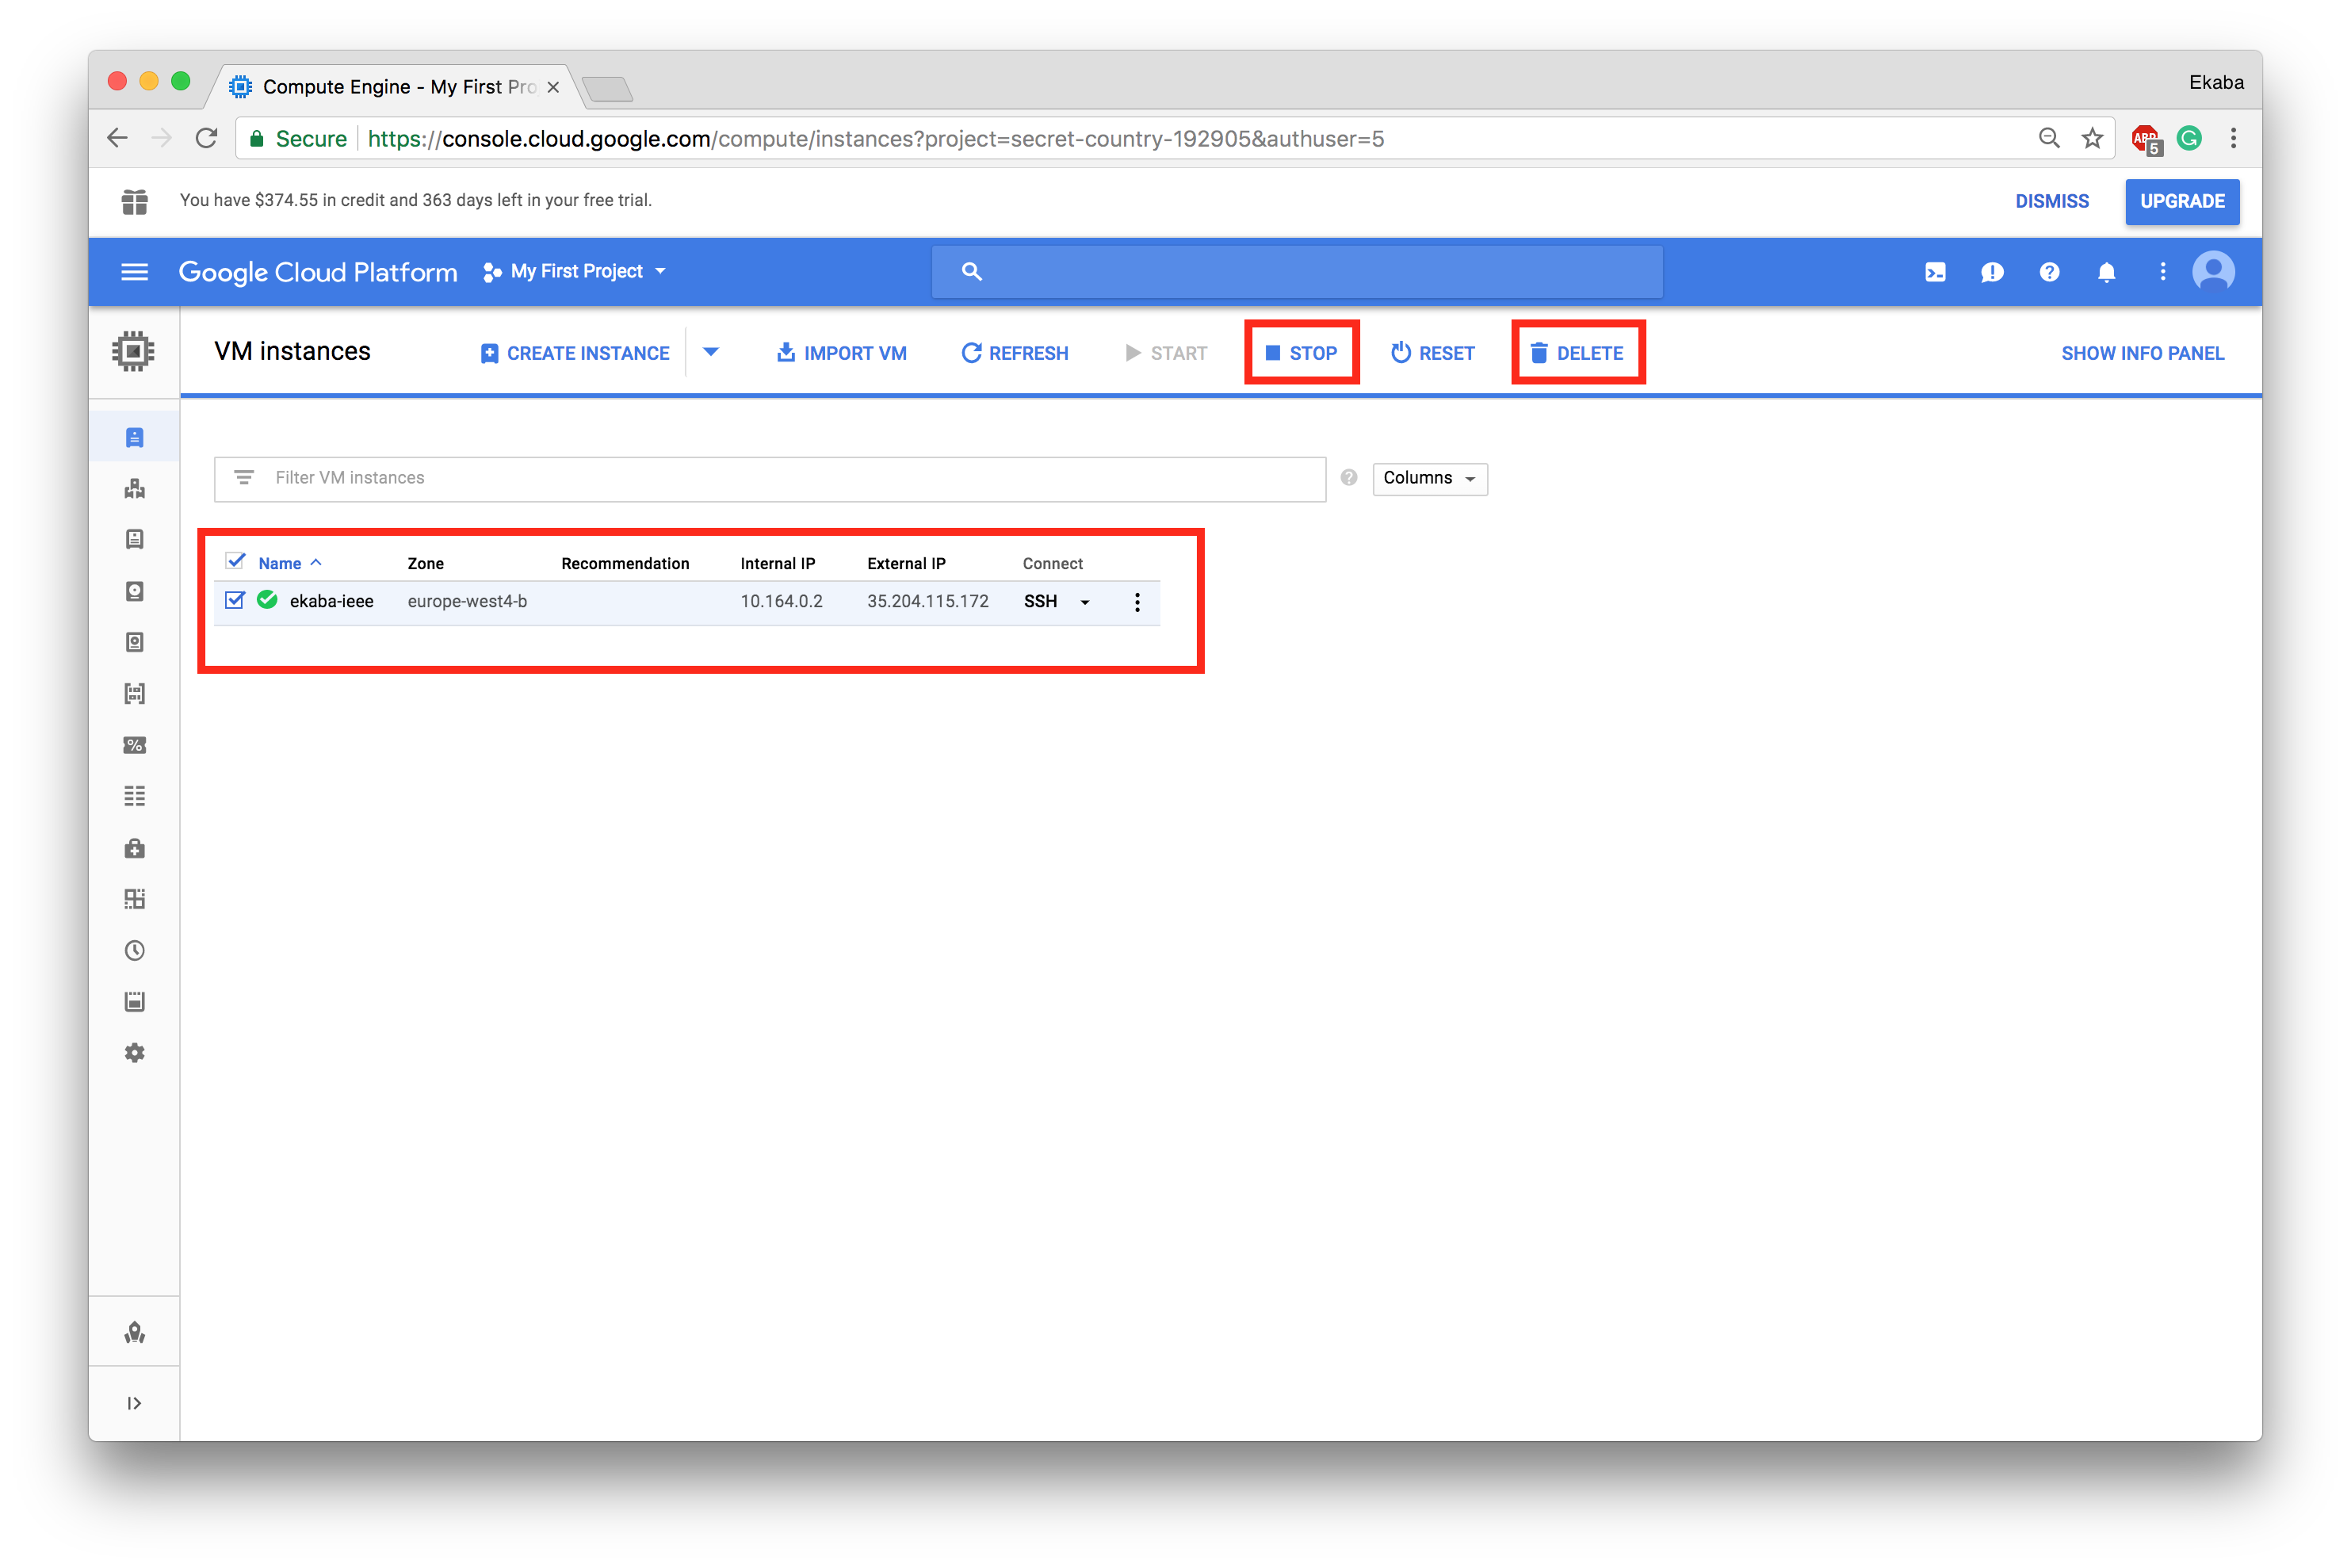 Compute Engine - My First Pro
Ekaba
Secure https://console.cloud.google.com/compute/instances?project=secret-country-192905&authuser=5
ABP 5 G
You have $374.55 in credit and 363 days left in your free trial.
DISMISS UPGRADE
Google Cloud Platform My First Project
VM instances CREATE INSTANCE IMPORT VM REFRESH START STOP RESET DELETE SHOW INFO PANEL
Filter VM instances ? Columns
Name Zone Recommendation Internal IP External IP Connect
ekaba-ieee europe-west4-b 10.164.0.2 35.204.115.172 SSH